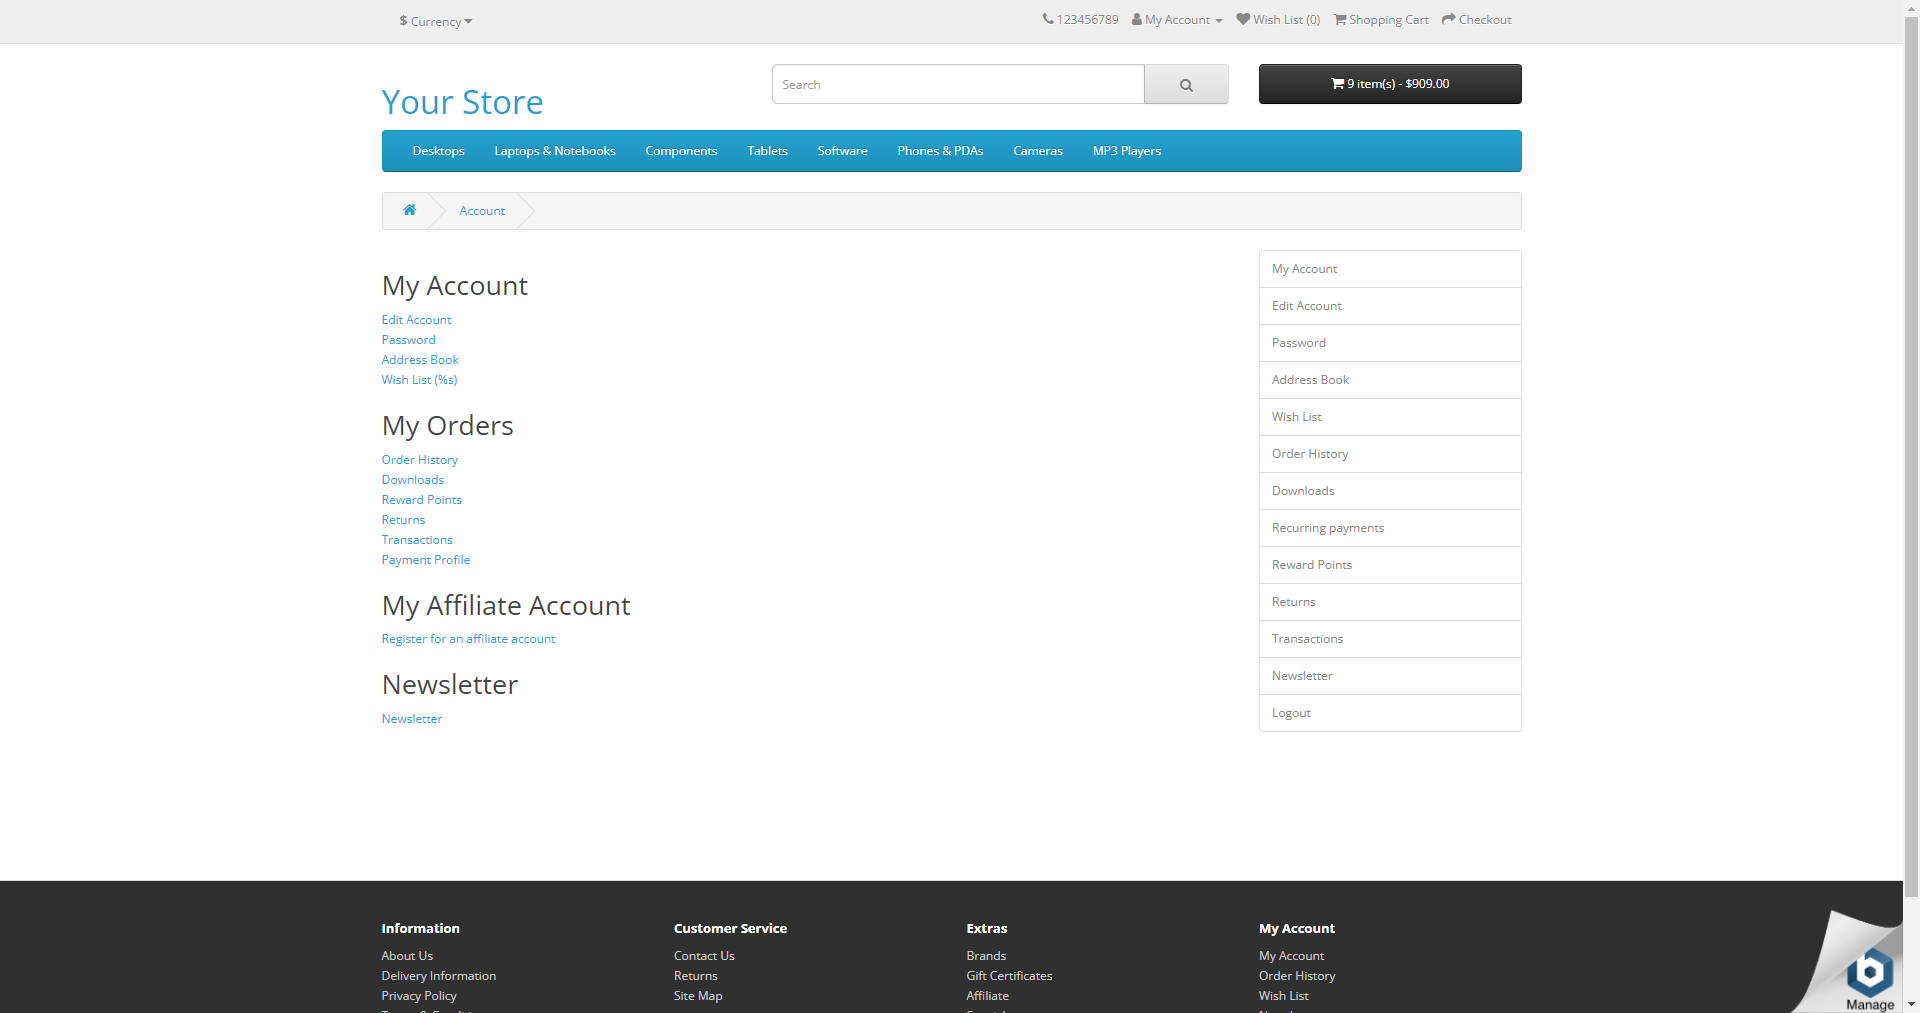 $ Currency
123456789 My Account Wish List (0) Shopping Cart Checkout
Your Store
Search
9 item(s) - $909.00
Desktops Laptops & Notebooks Components Tablets Software Phones & PDAs Cameras MP3 Players
Account
My Account
Edit Account
Password
Address Book
Wish List (%s)
My Orders
Order History
Downloads
Reward Points
Returns
Transactions
Payment Profile
My Affiliate Account
Register for an affiliate account
Newsletter
Newsletter
My Account
Edit Account
Password
Address Book
Wish List
Order History
Downloads
Recurring payments
Reward Points
Returns
Transactions
Newsletter
Logout
Information
About Us
Delivery Information
Privacy Policy
Customer Service
Contact Us
Returns
Site Map
Extras
Brands
Gift Certificates
Affiliate
My Account
My Account
Order History
Wish List
Manage